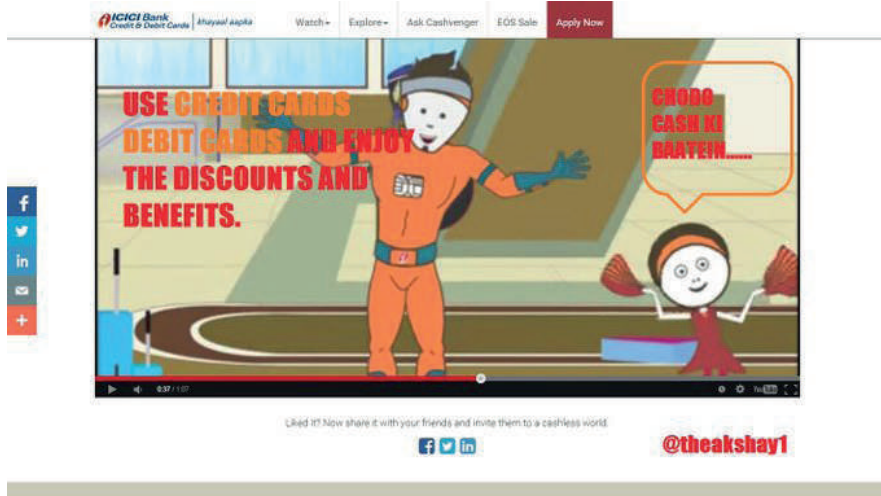 ICICI Bank
Credit & Debit Cards
khayaal aapka
Watch Explore Ask Cashvenger EOS Sale Apply Now
USE CREDIT CARDS
DEBIT CARDS AND ENJOY
THE DISCOUNTS AND
BENEFITS.
CHODO
CASH KI
BAATEIN......
0:37 / 1:07
YouTube
Liked It? Now share it with your friends and invite them to a cashless world.
@theakshay1